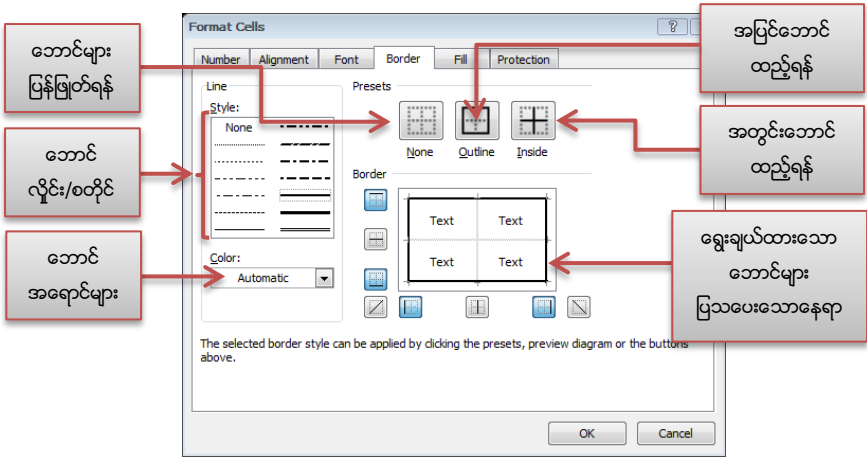 ဘောင်များ
ပြန်ဖြုတ်ရန်
ဘောင်
လှိုင်း/စတိုင်
ဘောင်
အရောင်များ
Format Cells
?
Number Alignment Font Border Fill Protection
Line
Style:
None
Color:
Automatic
Presets
None Outline Inside
Border
Text Text
Text Text
The selected border style can be applied by clicking the presets, preview diagram or the buttons
above.
OK Cancel
အပြင်ဘောင်
ထည့်ရန်
အတွင်းဘောင်
ထည့်ရန်
ရွေးချယ်ထားသော
ဘောင်များ
ပြသပေးသောနေရာ